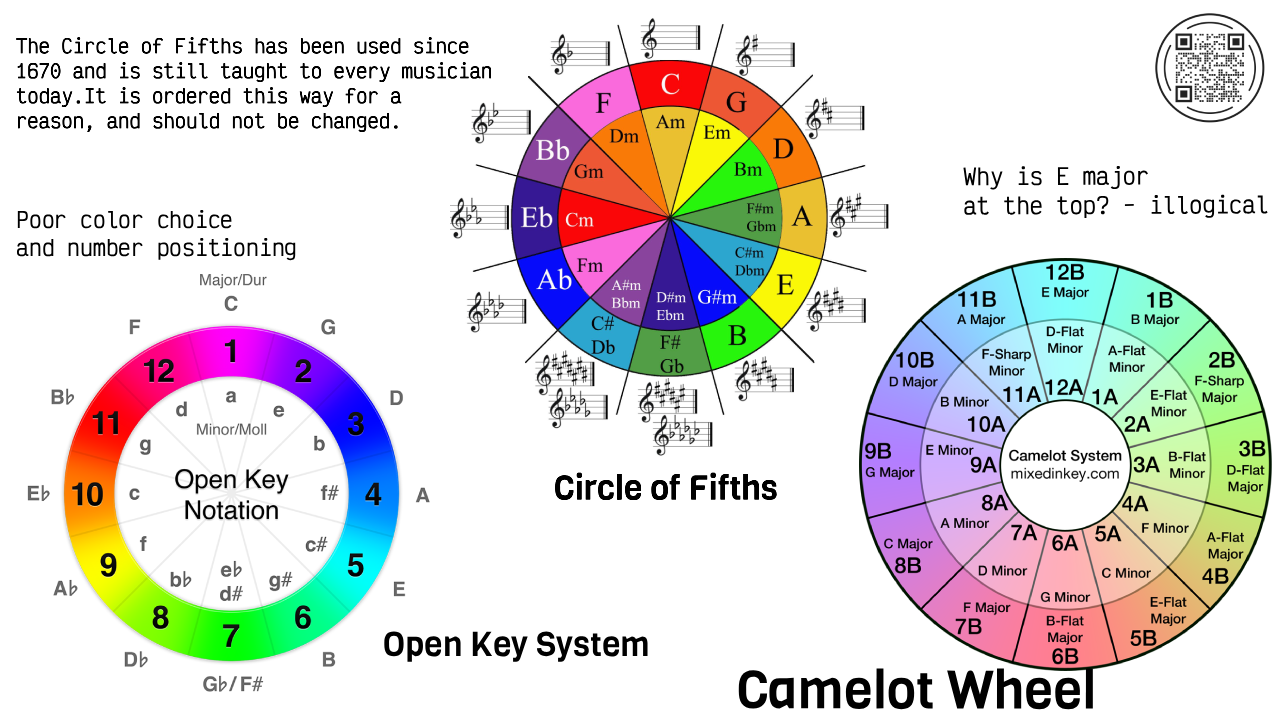 The Circle of Fifths has been used since
1670 and is still taught to every musician
today.It is ordered this way for a
reason, and should not be changed.
C
G
D
A
E
B
F#
Gb
C#
Db
Ab
Eb
Bb
F
Am
Em
Bm
F#m
Gbm
C#m
Dbm
G#m
D#m
Ebm
A#m
Bbm
Fm
Cm
Gm
Dm
Circle of Fifths
Poor color choice
and number positioning
Major/Dur
C
G
D
A
E
B
G♭/F#
D♭
A♭
E♭
B♭
F
1
2
3
4
5
6
7
8
9
10
11
12
a
e
b
f#
c#
g#
e♭
d#
b♭
f
c
g
d
Minor/Moll
Open Key
Notation
Open Key System
Why is E major
at the top? - illogical
12B
E Major
1B
B Major
2B
F-Sharp
Major
3B
D-Flat
Major
A-Flat
Major
4B
E-Flat
Major
5B
B-Flat
Major
6B
F Major
7B
C Major
8B
9B
G Major
10B
D Major
11B
A Major
D-Flat
Minor
12A
A-Flat
Minor
1A
E-Flat
Minor
2A
B-Flat
Minor
3A
4A
F Minor
5A
C Minor
6A
G Minor
7A
D Minor
8A
A Minor
E Minor
9A
B Minor
10A
F-Sharp
Minor
11A
Camelot System
mixedinkey.com
Camelot Wheel